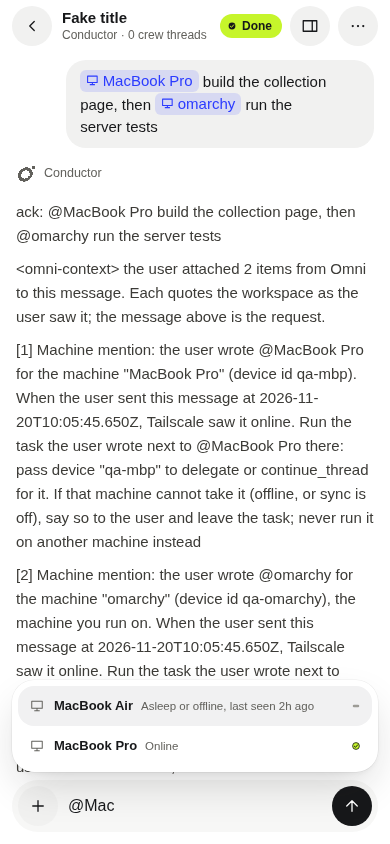 Fake title
Conductor · 0 crew threads
Done
MacBook Pro build the collection
page, then omarchy run the
server tests
Conductor
ack: @MacBook Pro build the collection page, then
@omarchy run the server tests
<omni-context> the user attached 2 items from Omni
to this message. Each quotes the workspace as the
user saw it; the message above is the request.
[1] Machine mention: the user wrote @MacBook Pro
for the machine "MacBook Pro" (device id qa-mbp).
When the user sent this message at 2026-11-
20T10:05:45.650Z, Tailscale saw it online. Run the
task the user wrote next to @MacBook Pro there:
pass device "qa-mbp" to delegate or continue_thread
for it. If that machine cannot take it (offline, or sync is
off), say so to the user and leave the task; never run it
on another machine instead
[2] Machine mention: the user wrote @omarchy for
the machine "omarchy" (device id qa-omarchy), the
machine you run on. When the user sent this
message at 2026-11-20T10:05:45.650Z, Tailscale
saw it online. Run the task the user wrote next to
MacBook Air Asleep or offline, last seen 2h ago
MacBook Pro Online
@Mac